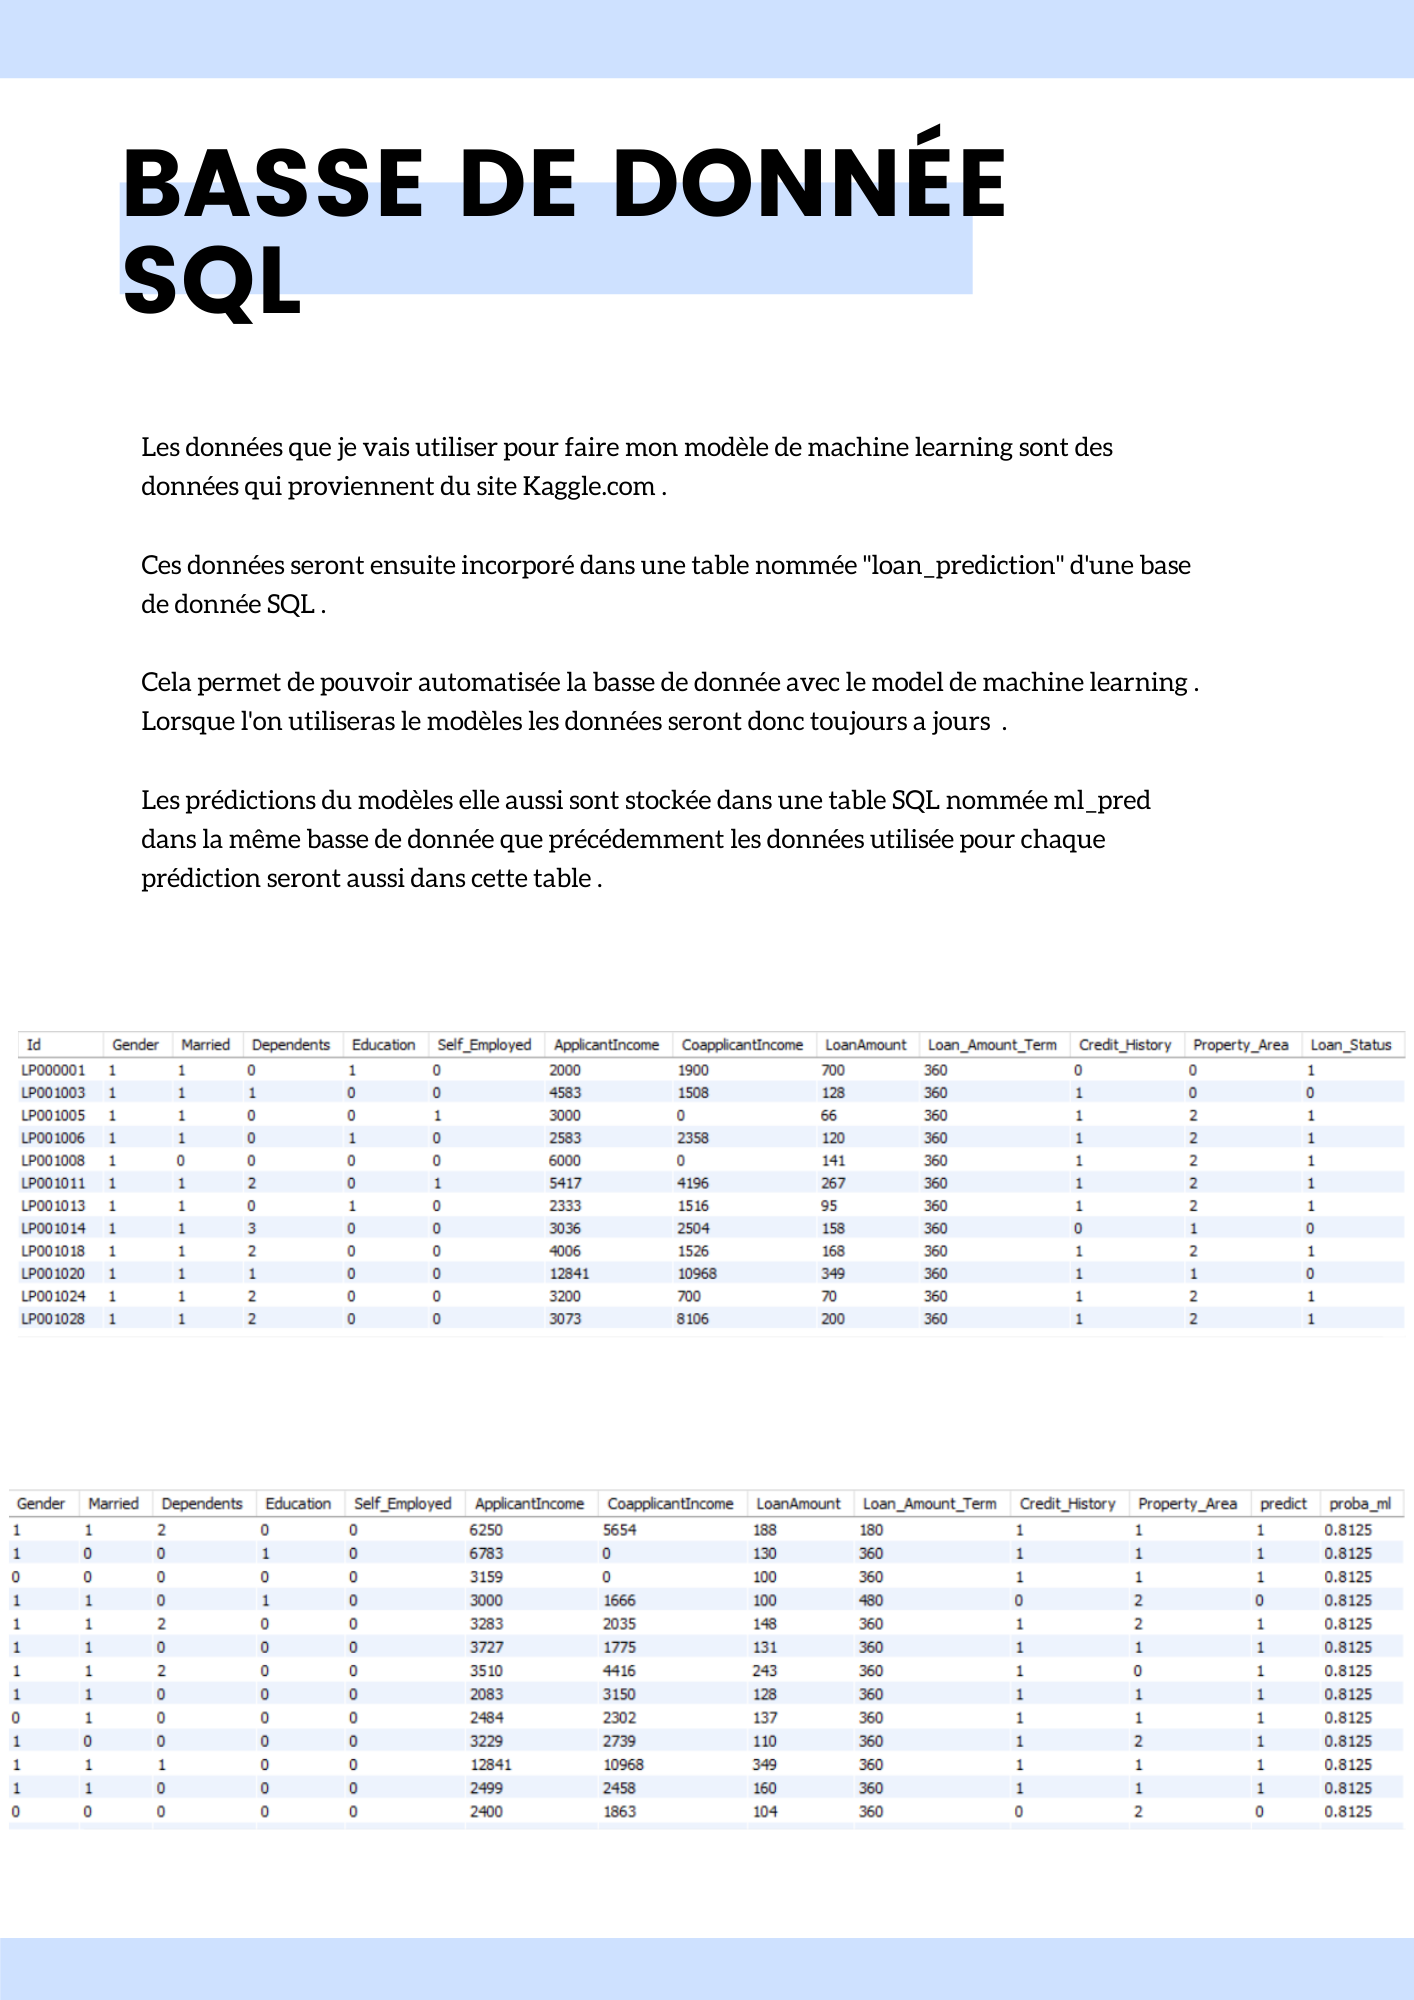 BASSE DE DONNÉE
SQL
Les données que je vais utiliser pour faire mon modèle de machine learning sont des
données qui proviennent du site Kaggle.com .
Ces données seront ensuite incorporé dans une table nommée "loan_prediction" d'une base
de donnée SQL .
Cela permet de pouvoir automatisée la basse de donnée avec le model de machine learning .
Lorsque l'on utiliseras le modèles les données seront donc toujours a jours .
Les prédictions du modèles elle aussi sont stockée dans une table SQL nommée ml_pred
dans la même basse de donnée que précédemment les données utilisée pour chaque
prédiction seront aussi dans cette table .
Id Gender Married Dependents Education Self_Employed ApplicantIncome CoapplicantIncome LoanAmount Loan_Amount_Term Credit_History Property_Area Loan_Status
LP000001 1 1 0 1 0 2000 1900 700 360 0 0 1
LP001003 1 1 1 0 0 4583 1508 128 360 1 0 0
LP001005 1 1 0 0 1 3000 0 66 360 1 2 1
LP001006 1 1 0 1 0 2583 2358 120 360 1 2 1
LP001008 1 0 0 0 0 6000 0 141 360 1 2 1
LP001011 1 1 2 0 1 5417 4196 267 360 1 2 1
LP001013 1 1 0 1 0 2333 1516 95 360 1 2 1
LP001014 1 1 3 0 0 3036 2504 158 360 0 1 0
LP001018 1 1 2 0 0 4006 1526 168 360 1 2 1
LP001020 1 1 1 0 0 12841 10968 349 360 1 1 0
LP001024 1 1 2 0 0 3200 700 70 360 1 2 1
LP001028 1 1 2 0 0 3073 8106 200 360 1 2 1
Gender Married Dependents Education Self_Employed ApplicantIncome CoapplicantIncome LoanAmount Loan_Amount_Term Credit_History Property_Area predict proba_ml
1 1 2 0 0 6250 5654 188 180 1 1 1 0.8125
1 0 0 1 0 6783 0 130 360 1 1 1 0.8125
0 0 0 0 0 3159 0 100 360 1 1 1 0.8125
1 1 0 1 0 3000 1666 100 480 0 2 0 0.8125
1 1 2 0 0 3283 2035 148 360 1 2 1 0.8125
1 1 0 0 0 3727 1775 131 360 1 1 1 0.8125
1 1 2 0 0 3510 4416 243 360 1 0 1 0.8125
1 1 0 0 0 2083 3150 128 360 1 1 1 0.8125
0 1 0 0 0 2484 2302 137 360 1 1 1 0.8125
1 0 0 0 0 3229 2739 110 360 1 2 1 0.8125
1 1 1 0 0 12841 10968 349 360 1 1 1 0.8125
1 1 0 0 0 2499 2458 160 360 1 1 1 0.8125
0 0 0 0 0 2400 1863 104 360 0 2 0 0.8125